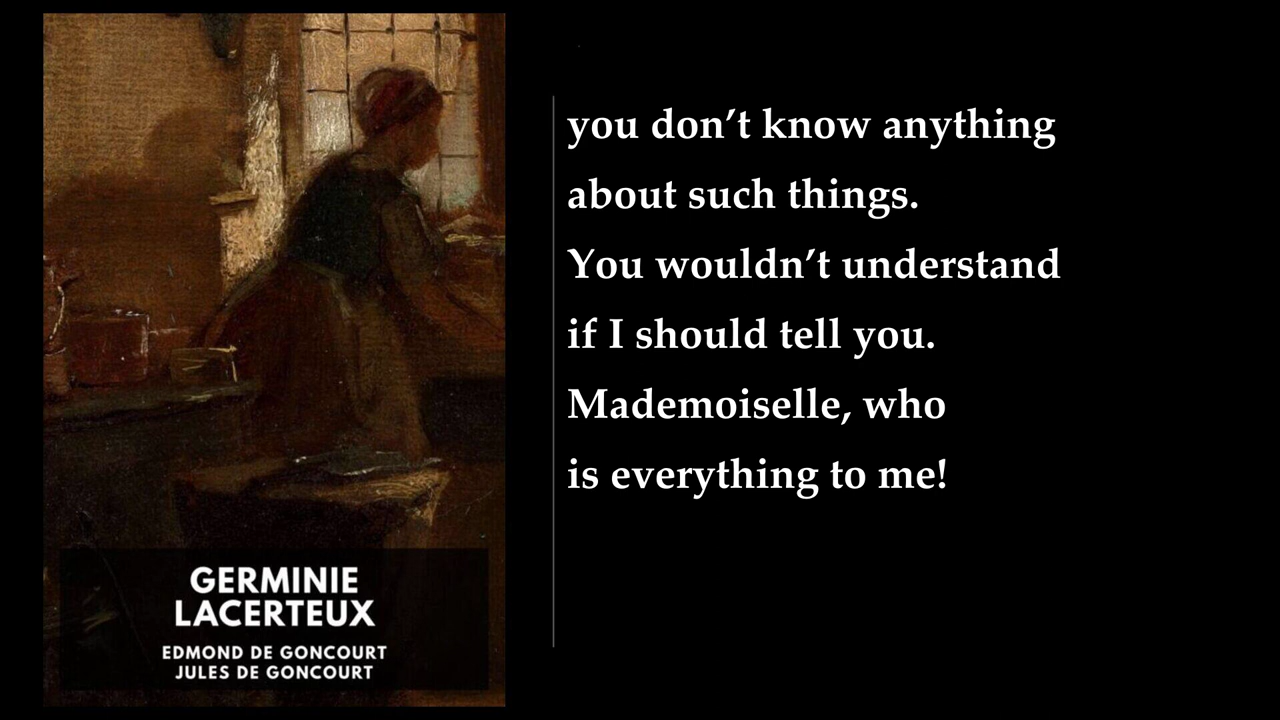 you don’t know anything
about such things.
You wouldn’t understand
if I should tell you.
Mademoiselle, who
is everything to me!
GERMINIE
LACERTEUX
EDMOND DE GONCOURT
JULES DE GONCOURT